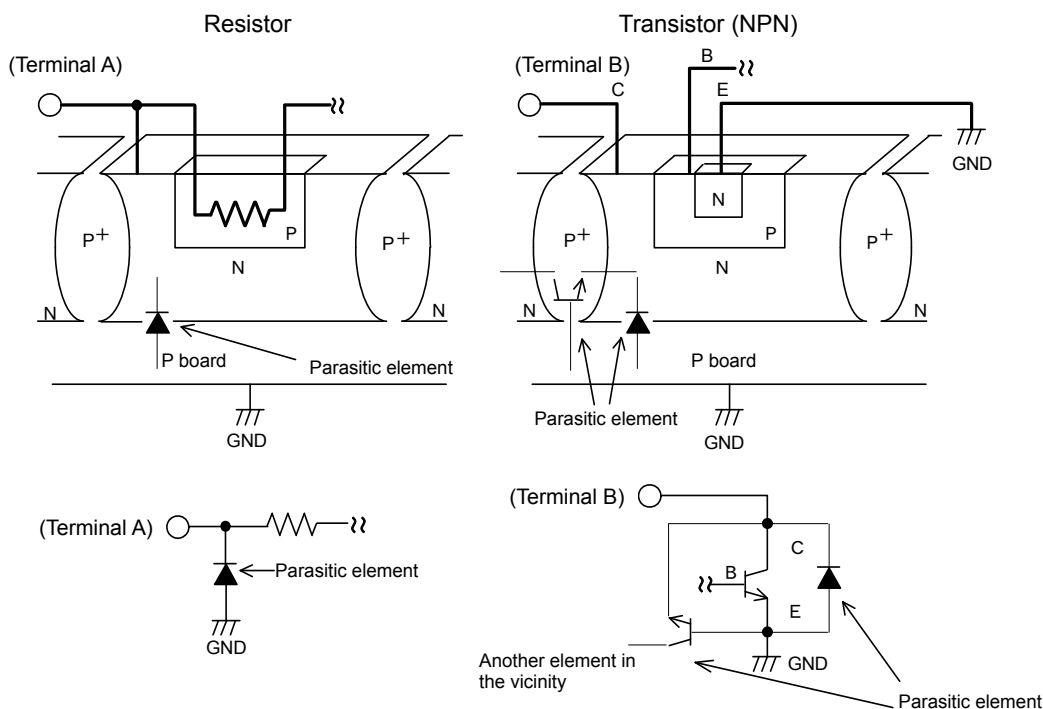 Resistor
(Terminal A)
P+
P+
P
N
N
N
P board
Parasitic element
GND
Transistor (NPN)
(Terminal B)
C
B
E
GND
N
P+
P+
P
N
N
N
P board
Parasitic element
GND
(Terminal A)
Parasitic element
GND
(Terminal B)
C
B
E
GND
Another element in
the vicinity
Parasitic element